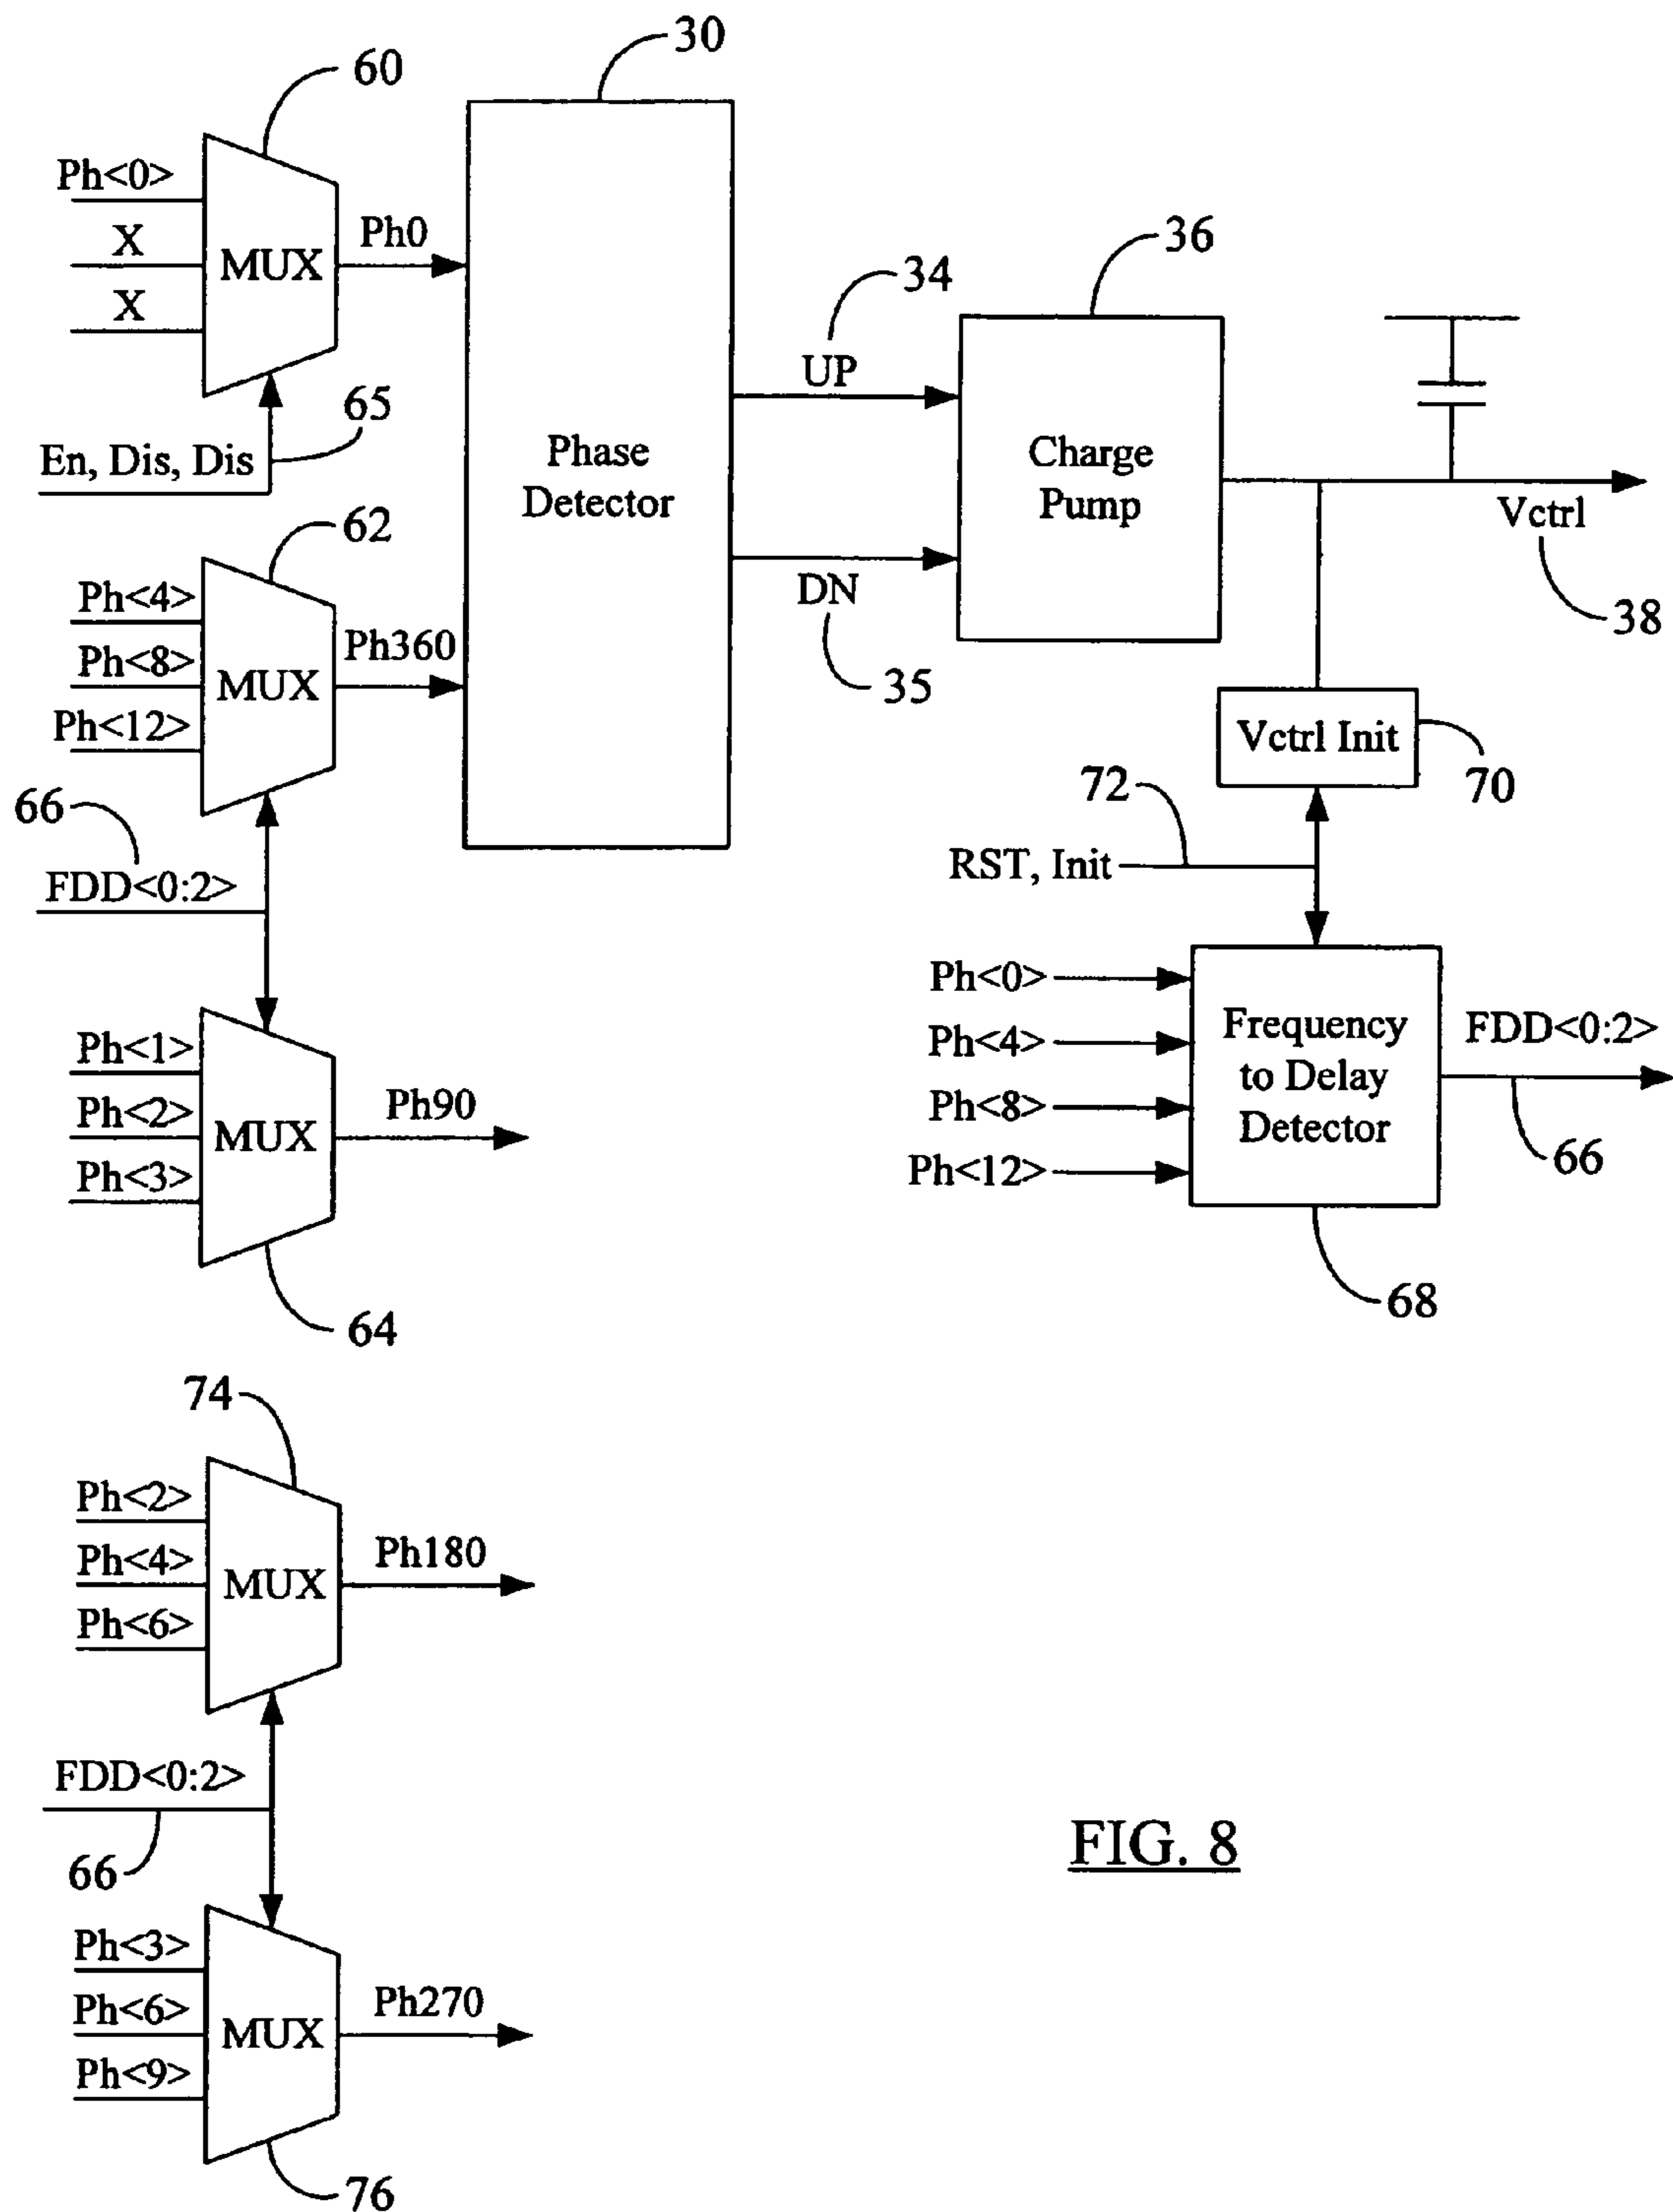 30
60
Ph<0>
X
X
MUX
Ph0
65
En, Dis, Dis
Phase
Detector
34
UP
DN
35
36
Charge
Pump
Vctrl
38
62
Ph<4>
Ph<8>
Ph<12>
MUX
Ph360
66
FDD<0:2>
Vctrl Init
70
72
RST, Init
Ph<1>
Ph<2>
Ph<3>
MUX
Ph90
64
Ph<0>
Ph<4>
Ph<8>
Ph<12>
Frequency
to Delay
Detector
FDD<0:2>
66
68
74
Ph<2>
Ph<4>
Ph<6>
MUX
Ph180
FDD<0:2>
66
Ph<3>
Ph<6>
Ph<9>
MUX
Ph270
76
FIG. 8